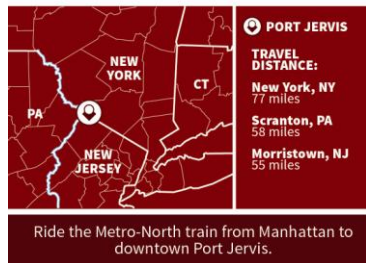 NEW
YORK
CT
PA
NEW
JERSEY
PORT JERVIS
TRAVEL
DISTANCE:
New York, NY
77 miles
Scranton, PA
58 miles
Morristown, NJ
55 miles
Ride the Metro-North train from Manhattan to
downtown Port Jervis.